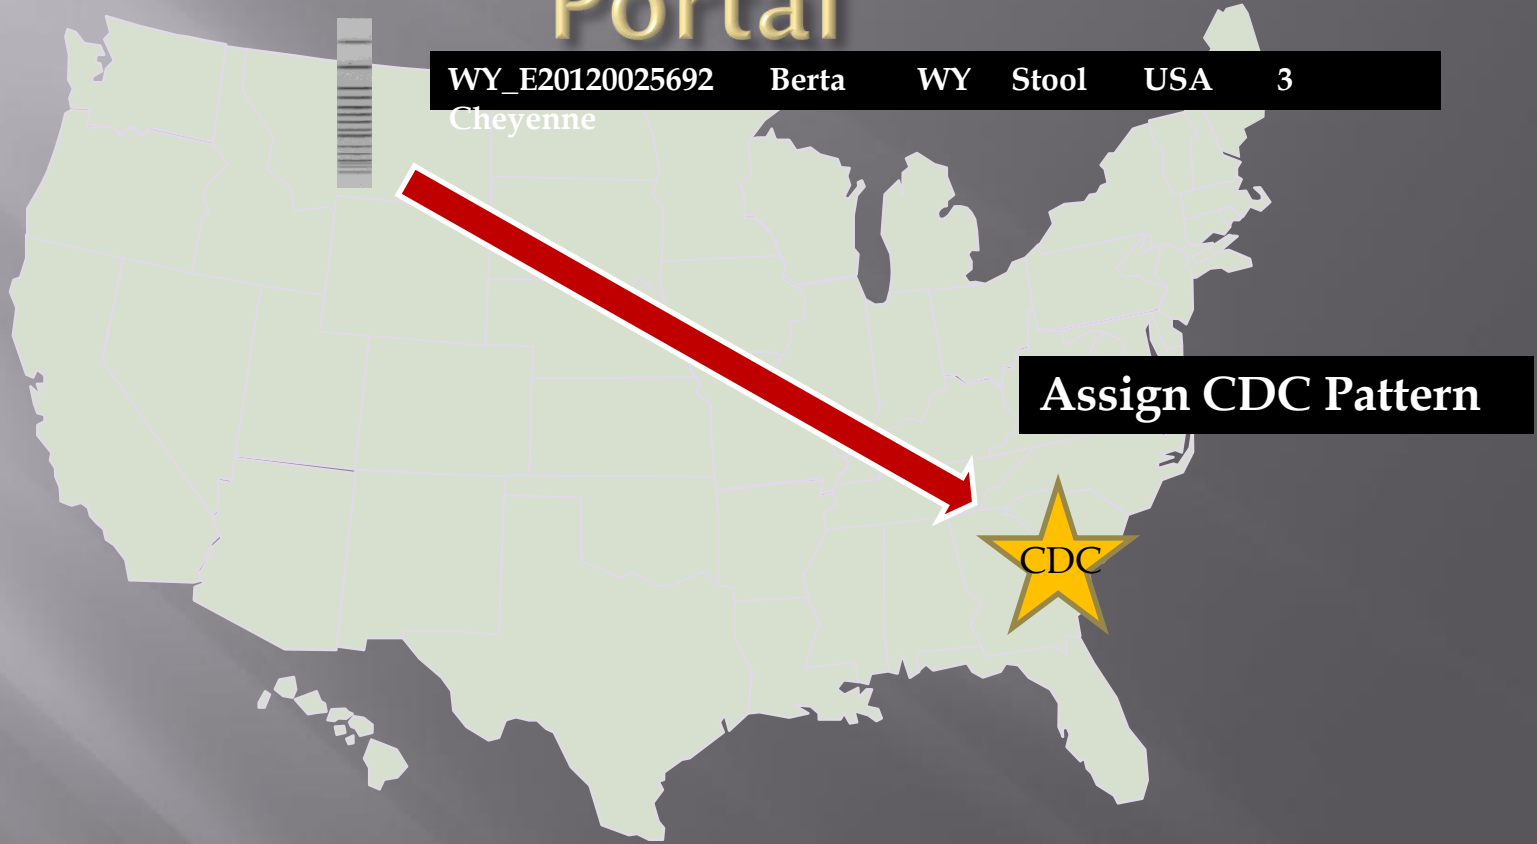 Portal
WY_E20120025692 Berta WY Stool USA 3
Cheyenne
Assign CDC Pattern
CDC